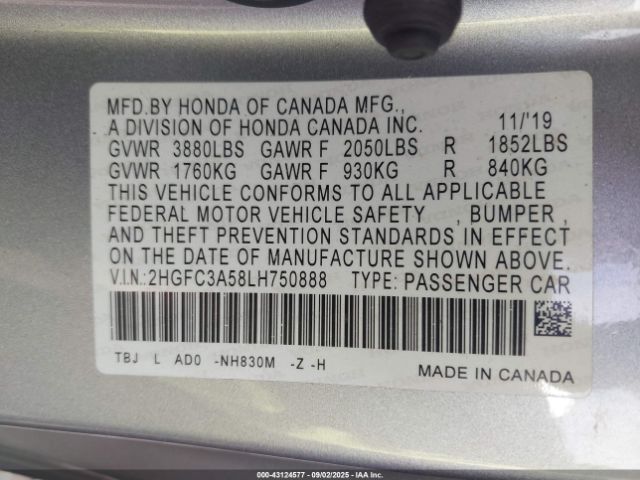 MFD.BY HONDA OF CANADA MFG.,
A DIVISION OF HONDA CANADA INC. 11/'19
GVWR 3880LBS GAWR F 2050LBS R 1852LBS
GVWR 1760KG GAWR F 930KG R 840KG
THIS VEHICLE CONFORMS TO ALL APPLICABLE
FEDERAL MOTOR VEHICLE SAFETY , BUMPER ,
AND THEFT PREVENTION STANDARDS IN EFFECT
ON THE DATE OF MANUFACTURE SHOWN ABOVE.
V.I.N.:2HGFC3A58LH750888 TYPE: PASSENGER CAR
TBJ L AD0 -NH830M -Z -H
MADE IN CANADA
000-43124577 - 09/02/2025 - IAA Inc.